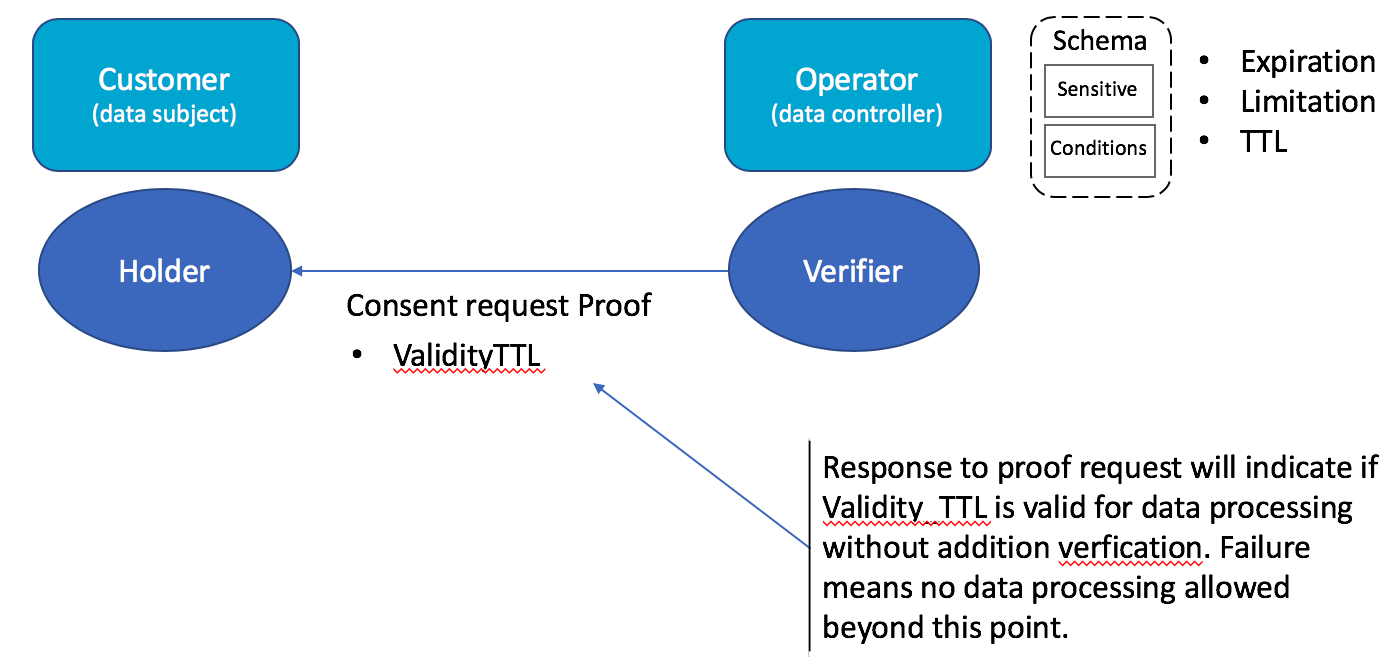 Customer
(data subject)
Operator
(data controller)
Schema
Sensitive
Conditions
• Expiration
• Limitation
• TTL
Holder
Verifier
Consent request Proof
• ValidityTTL
Response to proof request will indicate if
Validity_TTL is valid for data processing
without addition verfication. Failure
means no data processing allowed
beyond this point.